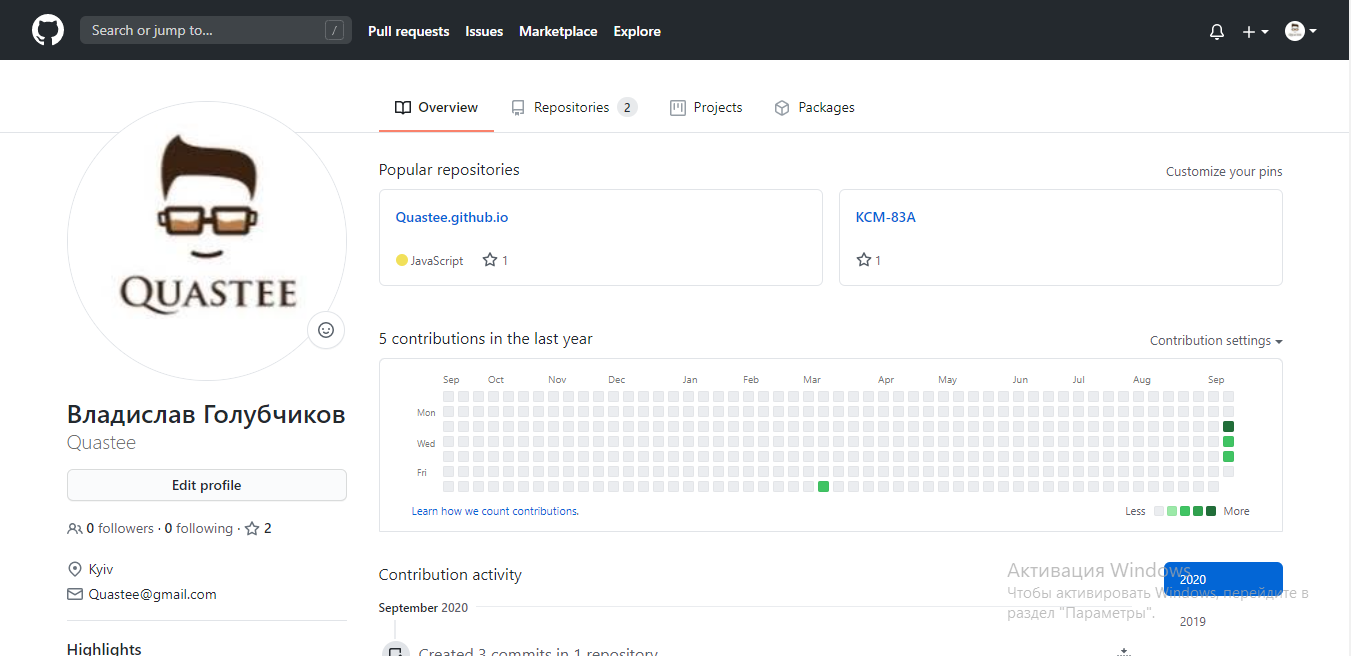 Search or jump to... /
Pull requests Issues Marketplace Explore
Overview Repositories 2 Projects Packages
QUASTEE
Владислав Голубчиков
Quastee
Edit profile
0 followers · 0 following · 2
Kyiv
Quastee@gmail.com
Highlights
Popular repositories Customize your pins
Quastee.github.io
JavaScript 1
KCM-83A
1
5 contributions in the last year Contribution settings
Sep Oct Nov Dec Jan Feb Mar Apr May Jun Jul Aug Sep
Mon
Wed
Fri
Learn how we count contributions. Less More
Contribution activity
2020
2019
September 2020
Created 3 commits in 1 repository
Активация Windows
Чтобы активировать Windows, перейдите в
раздел "Параметры".